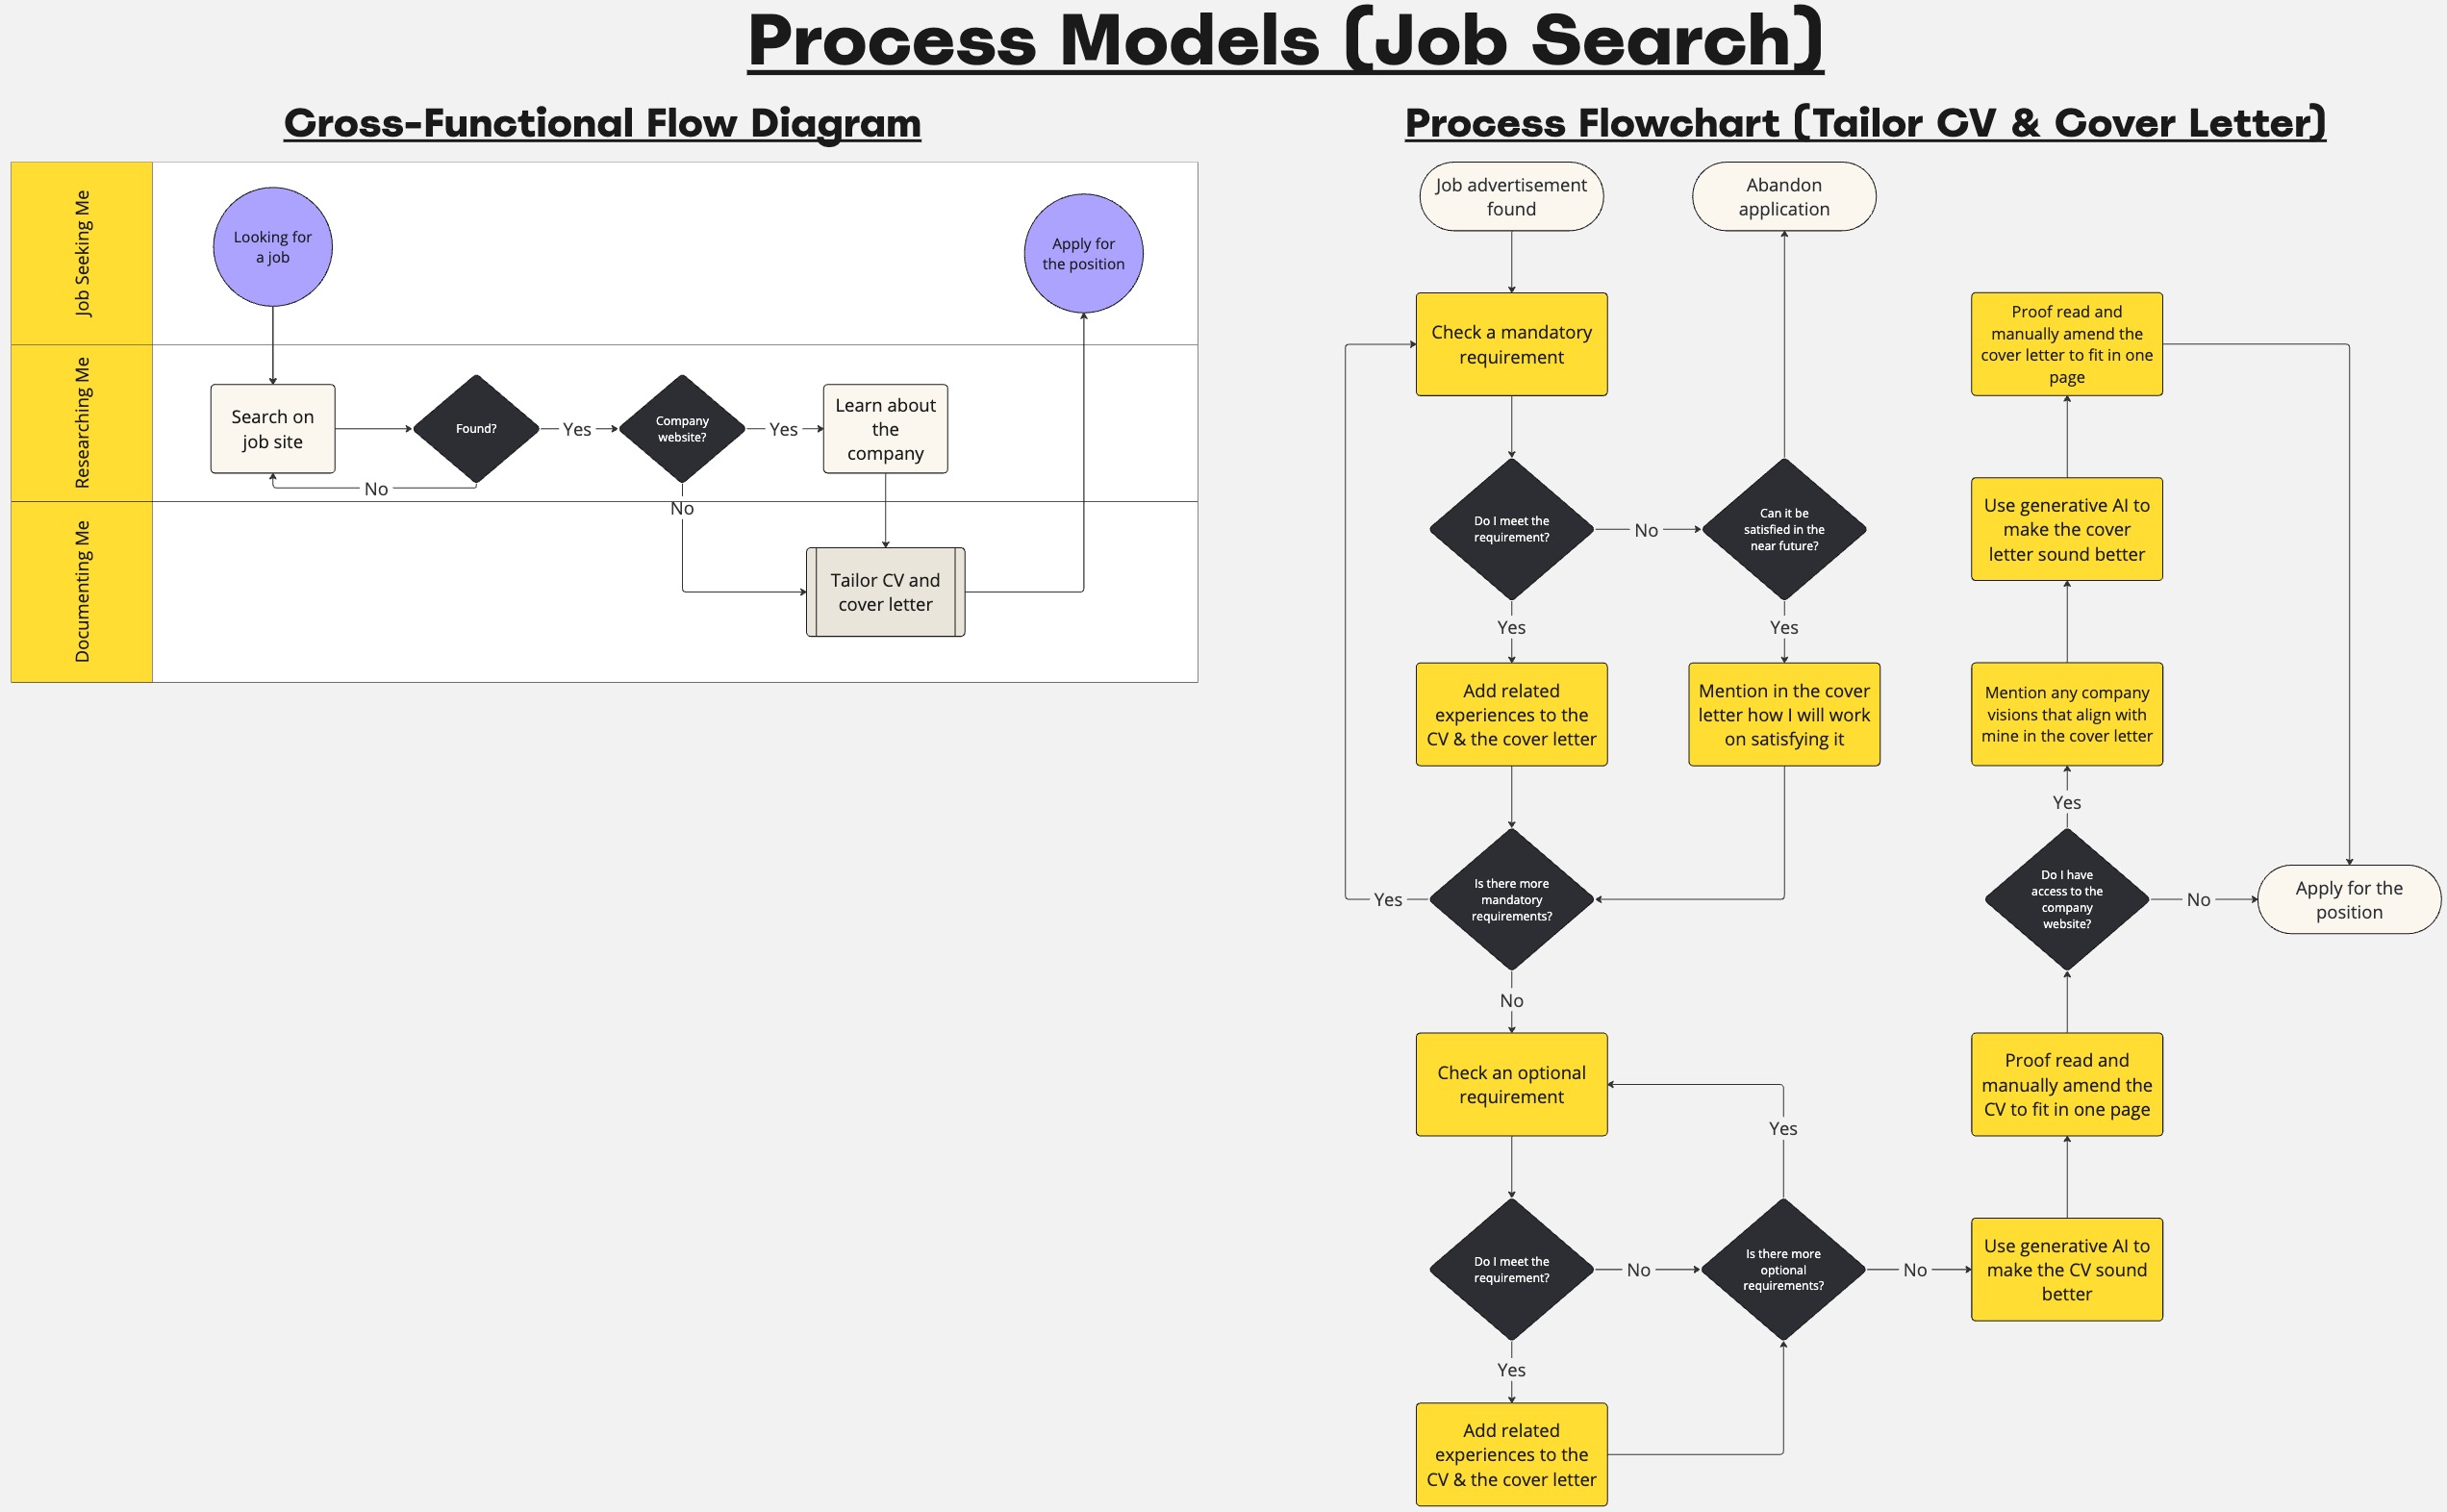 Process Models (Job Search)
Cross-Functional Flow Diagram
Job Seeking Me
Looking for
a job
Apply for
the position
Researching Me
Search on
job site
Found?
Yes
Company
website?
Yes
Learn about
the
company
No
No
Documenting Me
Tailor CV and
cover letter
Process Flowchart (Tailor CV & Cover Letter)
Job advertisement
found
Abandon
application
Check a mandatory
requirement
Proof read and
manually amend the
cover letter to fit in one
page
Do I meet the
requirement?
No
Can it be
satisfied in the
near future?
Use generative AI to
make the cover
letter sound better
Yes
Yes
Add related
experiences to the
CV & the cover letter
Mention in the cover
letter how I will work
on satisfying it
Mention any company
visions that align with
mine in the cover letter
Yes
Yes
Is there more
mandatory
requirements?
Do I have
access to the
company
website?
No
Apply for the
position
No
Check an optional
requirement
Proof read and
manually amend the
CV to fit in one page
Yes
Do I meet the
requirement?
No
Is there more
optional
requirements?
No
Use generative AI to
make the CV sound
better
Yes
Add related
experiences to the
CV & the cover letter